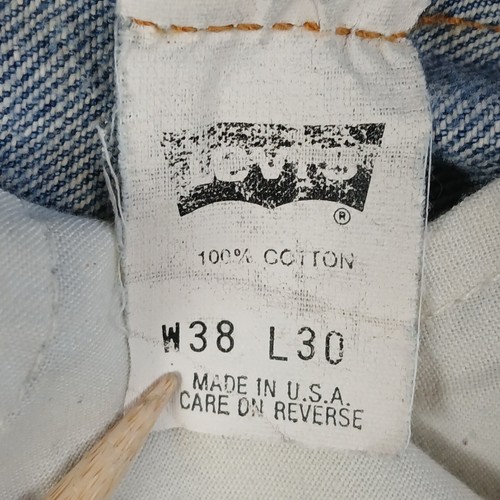 Levi's
®
100% COTTON
W38 L30
MADE IN U.S.A.
CARE ON REVERSE